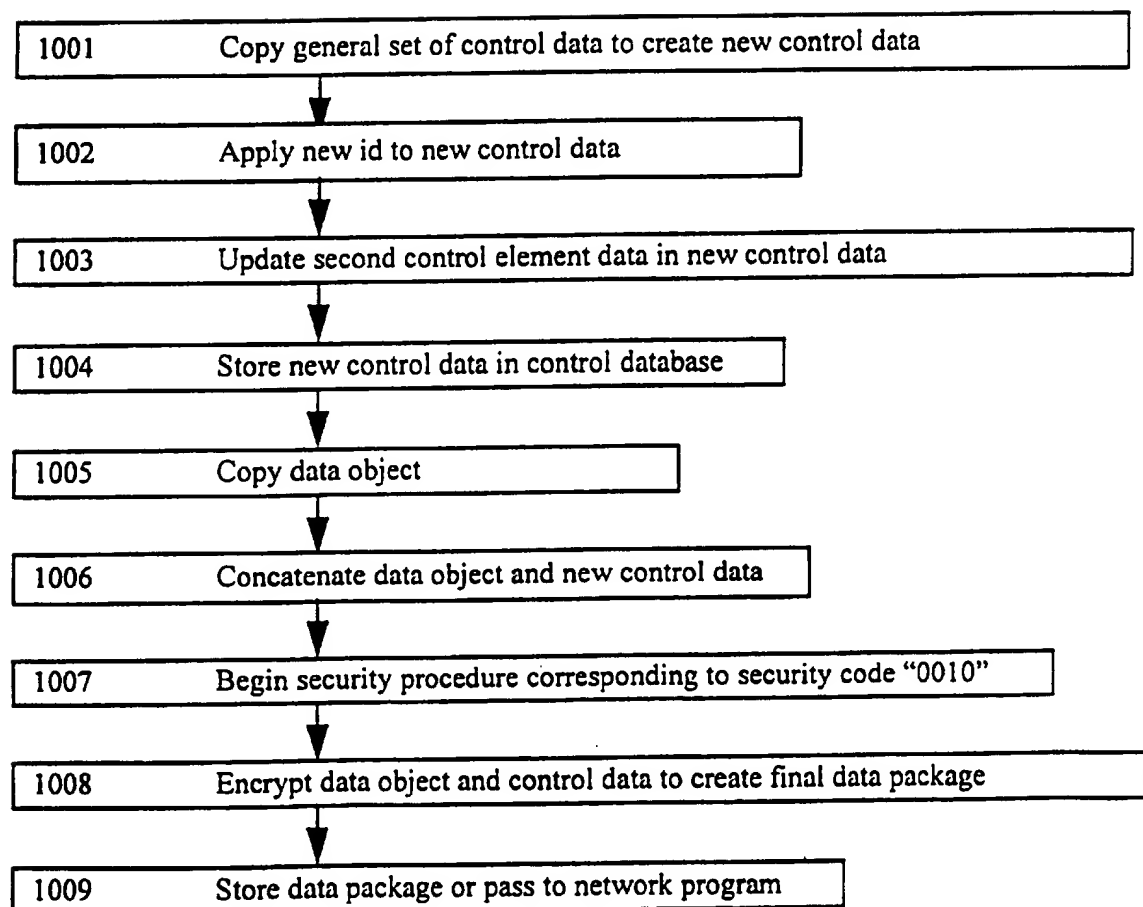 1001 Copy general set of control data to create new control data
1002 Apply new id to new control data
1003 Update second control element data in new control data
1004 Store new control data in control database
1005 Copy data object
1006 Concatenate data object and new control data
1007 Begin security procedure corresponding to security code “0010”
1008 Encrypt data object and control data to create final data package
1009 Store data package or pass to network program